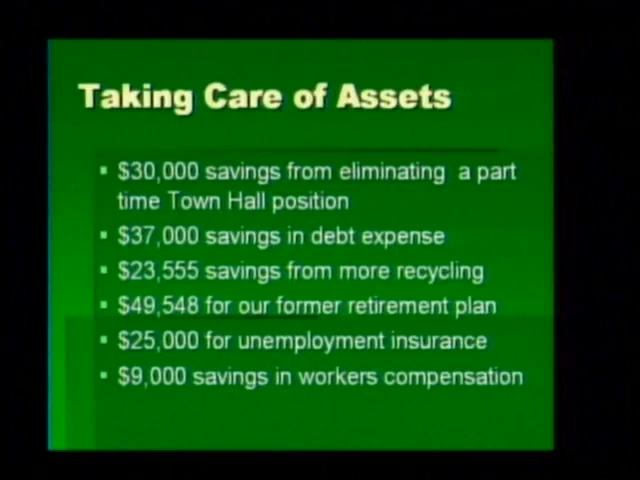 Taking Care of Assets
▪ $30,000 savings from eliminating a part
time Town Hall position
▪ $37,000 savings in debt expense
▪ $23,555 savings from more recycling
▪ $49,548 for our former retirement plan
▪ $25,000 for unemployment insurance
▪ $9,000 savings in workers compensation